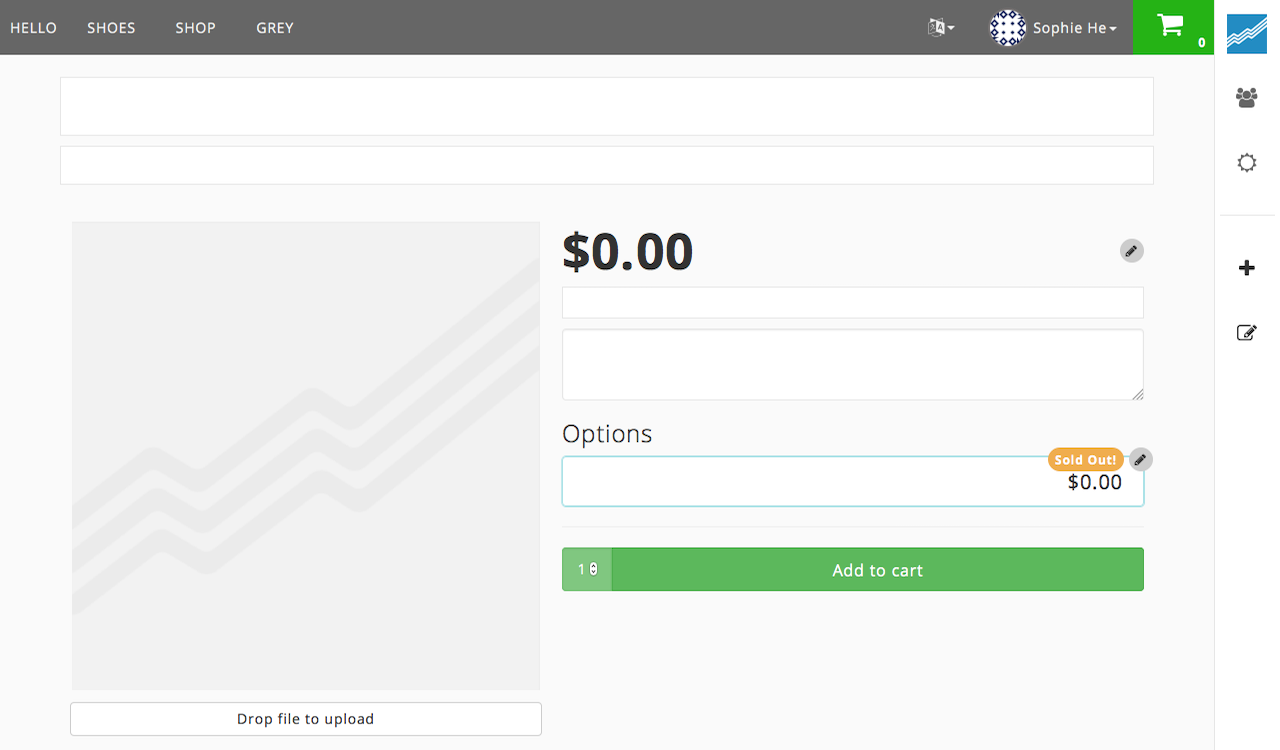 HELLO SHOES SHOP GREY Sophie He 0
$0.00
Options
Sold Out!
$0.00
1 Add to cart
Drop file to upload